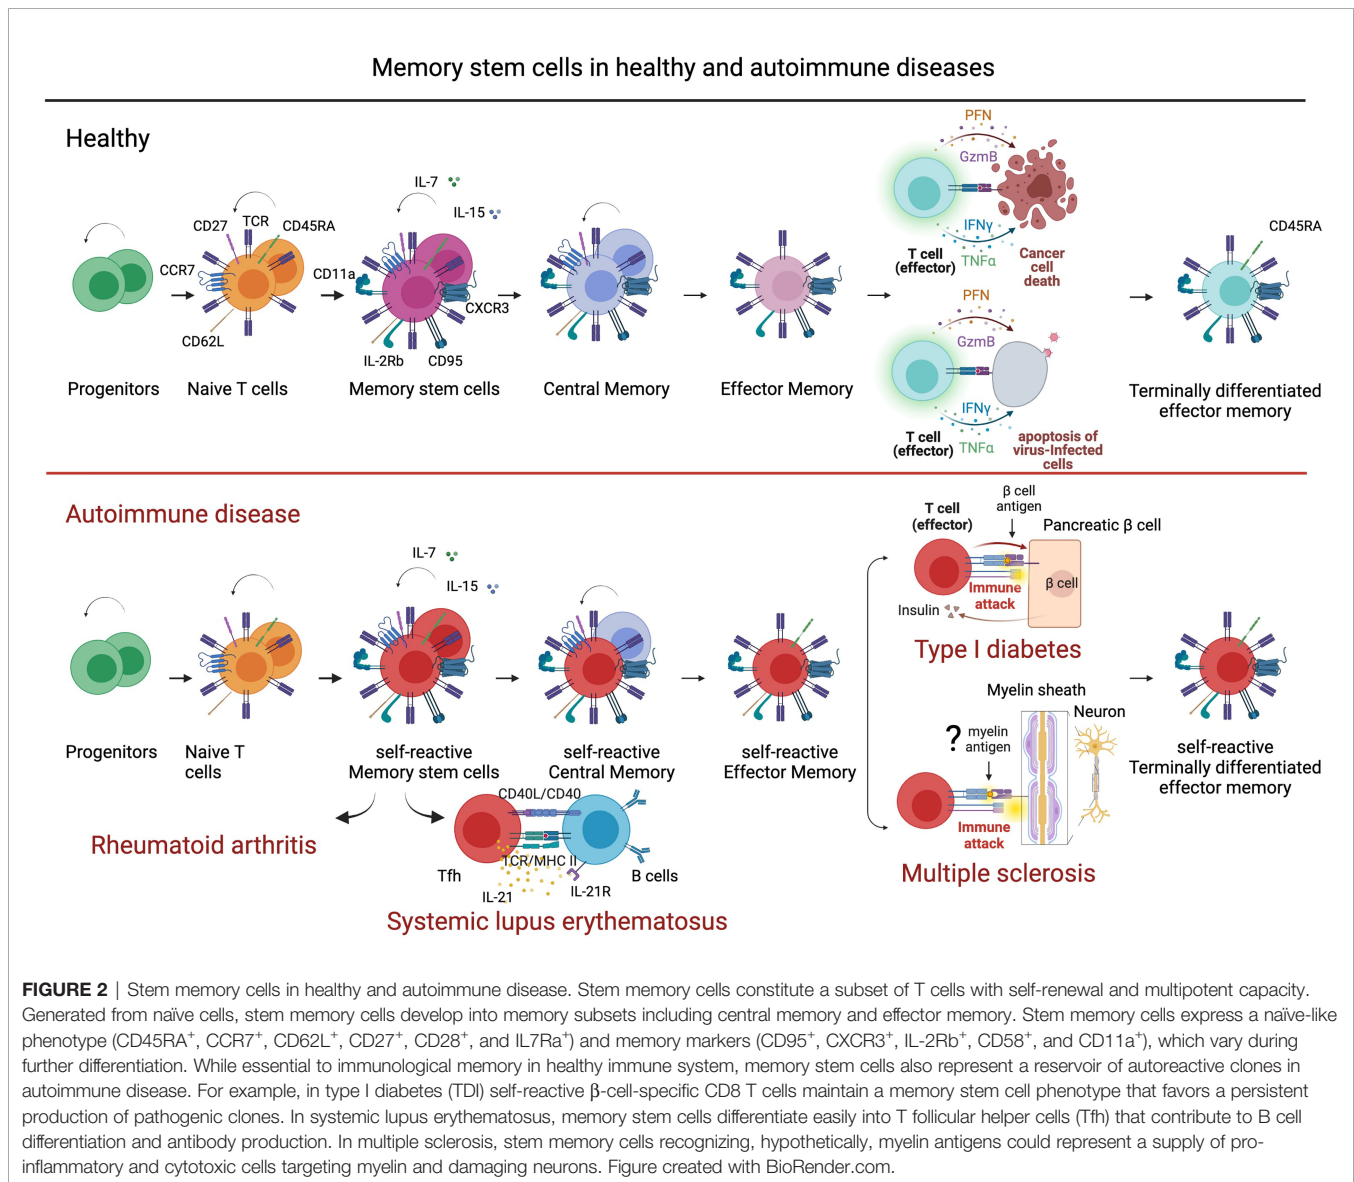 Memory stem cells in healthy and autoimmune diseases
Healthy
CD27
TCR
CD45RA
CCR7
CD62L
IL-7
IL-15
CD11a
CXCR3
IL-2Rb
CD95
PFN
GzmB
IFNγ
TNFα
T cell
(effector)
Cancer
cell
death
PFN
GzmB
IFNγ
TNFα
T cell
(effector)
apoptosis of
virus-Infected
cells
CD45RA
Progenitors
Naive T cells
Memory stem cells
Central Memory
Effector Memory
Terminally differentiated
effector memory
Autoimmune disease
IL-7
IL-15
Progenitors
Naive T
cells
self-reactive
Memory stem cells
self-reactive
Central Memory
self-reactive
Effector Memory
T cell
(effector)
β cell
antigen
Pancreatic β cell
β cell
Immune
attack
Insulin
Type I diabetes
Myelin sheath
Neuron
?
myelin
antigen
Immune
attack
Multiple sclerosis
self-reactive
Terminally differentiated
effector memory
Rheumatoid arthritis
CD40L/CD40
TCR/MHC II
Tfh
IL-21
IL-21R
B cells
Systemic lupus erythematosus
FIGURE 2 | Stem memory cells in healthy and autoimmune disease. Stem memory cells constitute a subset of T cells with self-renewal and multipotent capacity.
Generated from naïve cells, stem memory cells develop into memory subsets including central memory and effector memory. Stem memory cells express a naïve-like
phenotype (CD45RA⁺, CCR7⁺, CD62L⁺, CD27⁺, CD28⁺, and IL7Ra⁺) and memory markers (CD95⁺, CXCR3⁺, IL-2Rb⁺, CD58⁺, and CD11a⁺), which vary during
further differentiation. While essential to immunological memory in healthy immune system, memory stem cells also represent a reservoir of autoreactive clones in
autoimmune disease. For example, in type I diabetes (TDI) self-reactive β-cell-specific CD8 T cells maintain a memory stem cell phenotype that favors a persistent
production of pathogenic clones. In systemic lupus erythematosus, memory stem cells differentiate easily into T follicular helper cells (Tfh) that contribute to B cell
differentiation and antibody production. In multiple sclerosis, stem memory cells recognizing, hypothetically, myelin antigens could represent a supply of pro-
inflammatory and cytotoxic cells targeting myelin and damaging neurons. Figure created with BioRender.com.